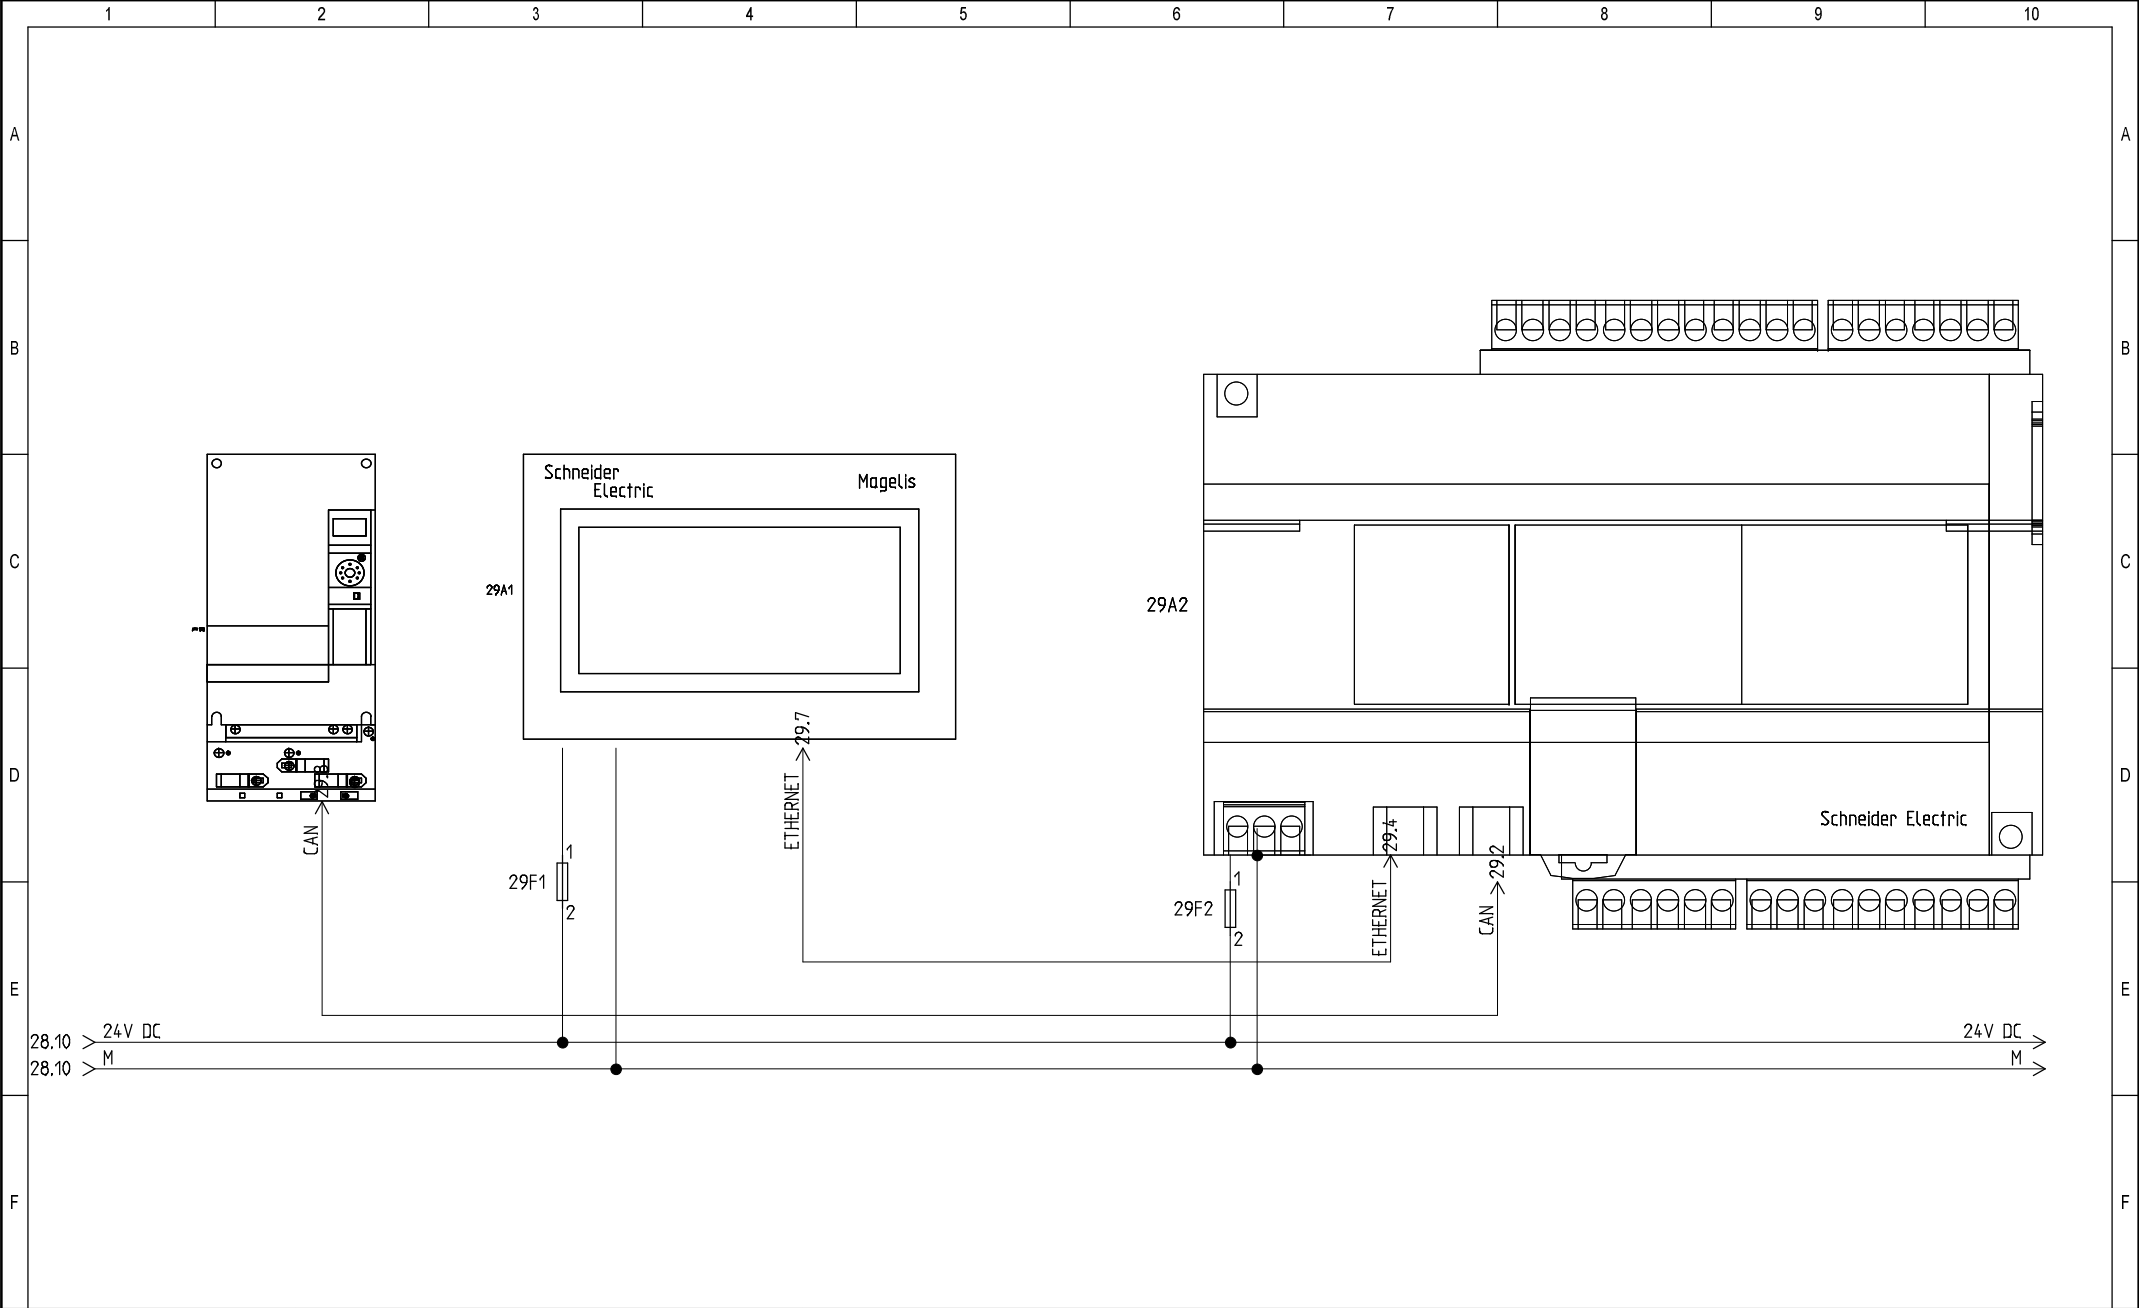 1 2 3 4 5 6 7 8 9 10
A A
B B
Schneider
Electric
Magelis
C C
29A1
29A2
29.7
D D
ETHERNET
CAN
29.4
Schneider Electric
29.2
1
29F1
2
1
29F2
2
ETHERNET
CAN
E E
28.10 24V DC 24V DC
28.10 M M
F F